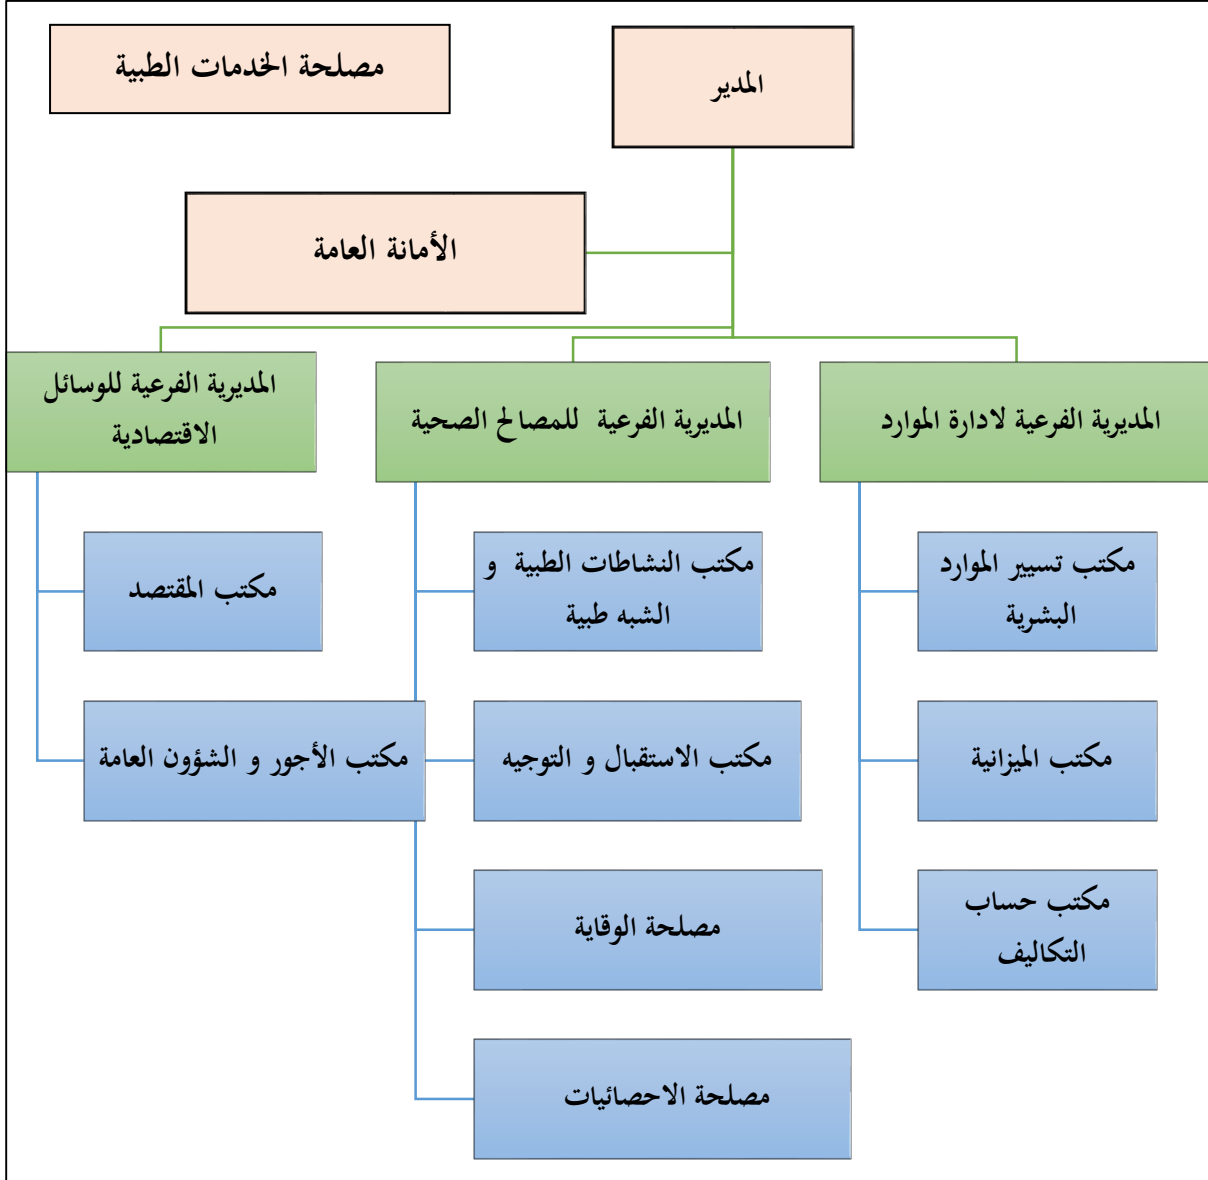 المدير
مصلحة الخدمات الطبية
الأمانة العامة
المديرية الفرعية لادارة الموارد
المديرية الفرعية للمصالح الصحية
المديرية الفرعية للوسائل
الاقتصادية
مكتب تسيير الموارد
البشرية
مكتب النشاطات الطبية و
الشبه طبية
مكتب المقتصد
مكتب الميزانية
مكتب الاستقبال و التوجيه
مكتب الأجور و الشؤون العامة
مكتب حساب
التكاليف
مصلحة الوقاية
مصلحة الاحصائيات